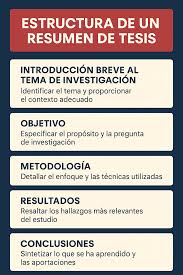 ESTRUCTURA DE UN
RESUMEN DE TESIS
INTRODUCCIÓN BREVE AL
TEMA DE INVESTIGACIÓN
Identificar el tema y proporcionar
el contexto adecuado
OBJETIVO
Especificar el propósito y la pregunta
de investigación
METODOLOGÍA
Detallar el enfoque y las técnicas utilizadas
RESULTADOS
Resaltar los hallazgos más relevantes
del estudio
CONCLUSIONES
Sintetizar lo que se ha aprendido y
las aportaciones